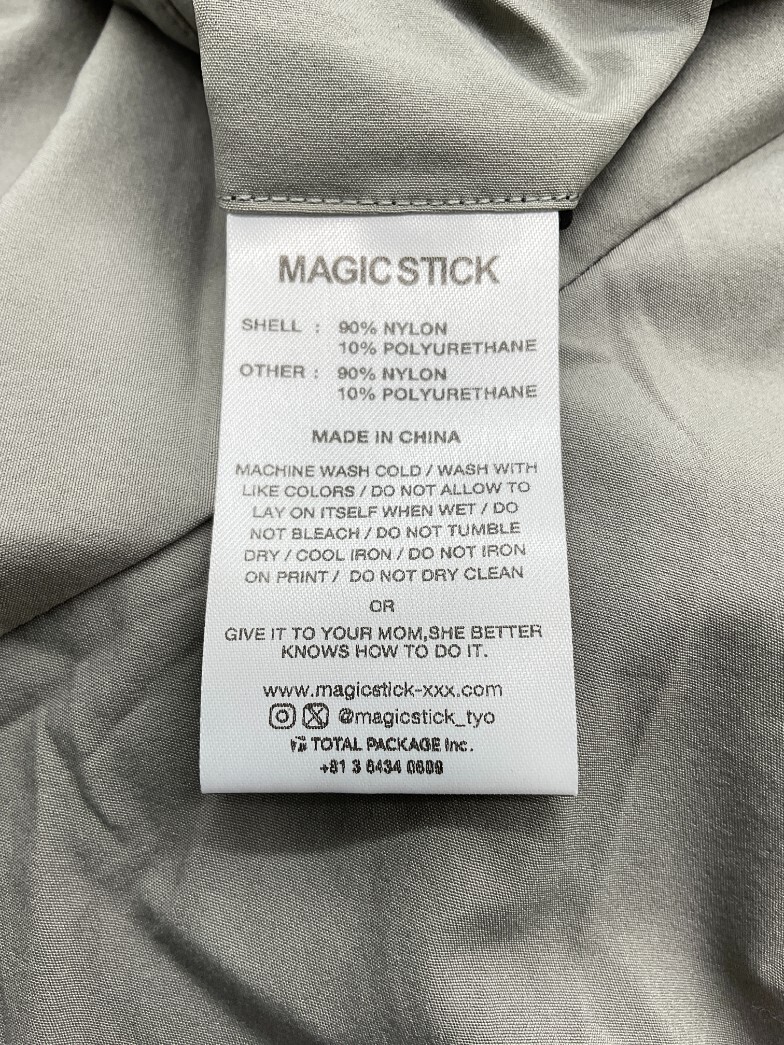 MAGIC STICK
SHELL : 90% NYLON
10% POLYURETHANE
OTHER : 90% NYLON
10% POLYURETHANE
MADE IN CHINA
MACHINE WASH COLD / WASH WITH
LIKE COLORS / DO NOT ALLOW TO
LAY ON ITSELF WHEN WET / DO
NOT BLEACH / DO NOT TUMBLE
DRY / COOL IRON / DO NOT IRON
ON PRINT / DO NOT DRY CLEAN
OR
GIVE IT TO YOUR MOM,SHE BETTER
KNOWS HOW TO DO IT.
www.magicstick-xxx.com
@magicstick_tyo
TOTAL PACKAGE Inc.
+81 3 6434